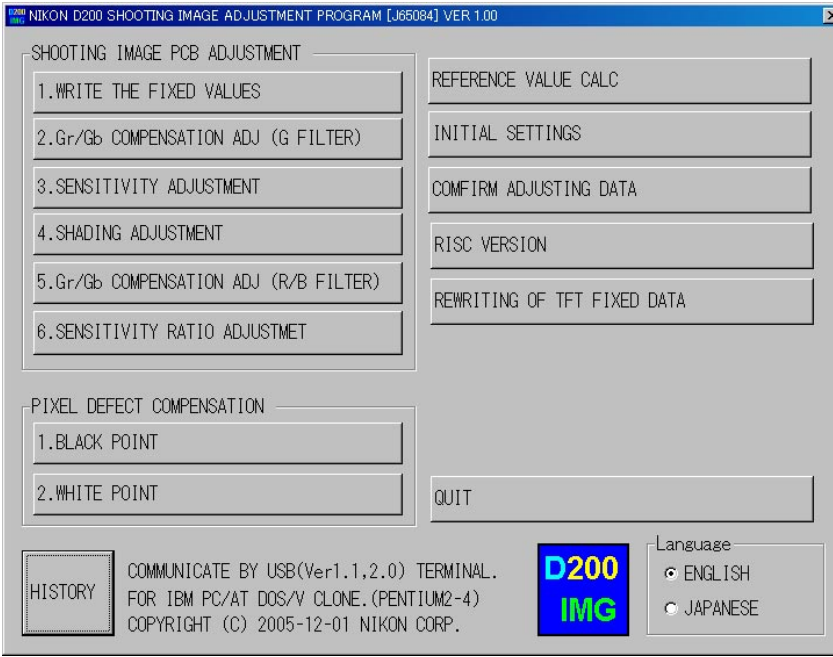 D200 IMG NIKON D200 SHOOTING IMAGE ADJUSTMENT PROGRAM [J65084] VER 1.00
SHOOTING IMAGE PCB ADJUSTMENT
1.WRITE THE FIXED VALUES
2.Gr/Gb COMPENSATION ADJ (G FILTER)
3.SENSITIVITY ADJUSTMENT
4.SHADING ADJUSTMENT
5.Gr/Gb COMPENSATION ADJ (R/B FILTER)
6.SENSITIVITY RATIO ADJUSTMET
REFERENCE VALUE CALC
INITIAL SETTINGS
COMFIRM ADJUSTING DATA
RISC VERSION
REWRITING OF TFT FIXED DATA
PIXEL DEFECT COMPENSATION
1.BLACK POINT
2.WHITE POINT
QUIT
HISTORY
COMMUNICATE BY USB(Ver1.1,2.0) TERMINAL.
FOR IBM PC/AT DOS/V CLONE.(PENTIUM2-4)
COPYRIGHT (C) 2005-12-01 NIKON CORP.
D200
IMG
Language
ENGLISH
JAPANESE